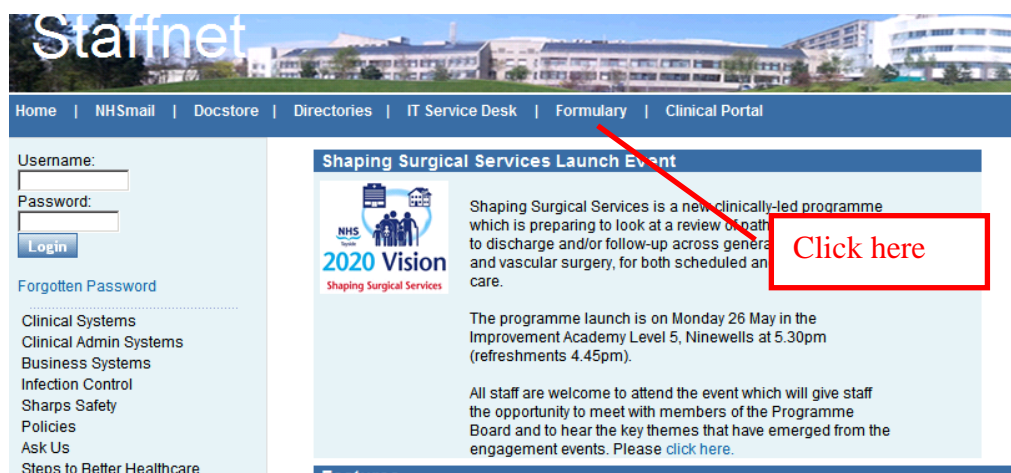 Staffnet
Home | NHSmail | Docstore | Directories | IT Service Desk | Formulary | Clinical Portal
Username:
Password:
Login
Forgotten Password
Clinical Systems
Clinical Admin Systems
Business Systems
Infection Control
Sharps Safety
Policies
Ask Us
Steps to Better Healthcare
Shaping Surgical Services Launch Event
NHS
Tayside
2020 Vision
Shaping Surgical Services
Shaping Surgical Services is a new clinically-led programme
which is preparing to look at a review of
to discharge and/or follow-up across
and vascular surgery, for both scheduled
care.
Click here
The programme launch is on Monday 26 May in the
Improvement Academy Level 5, Ninewells at 5.30pm
(refreshments 4.45pm).
All staff are welcome to attend the event which will give staff
the opportunity to meet with members of the Programme
Board and to hear the key themes that have emerged from the
engagement events. Please click here.